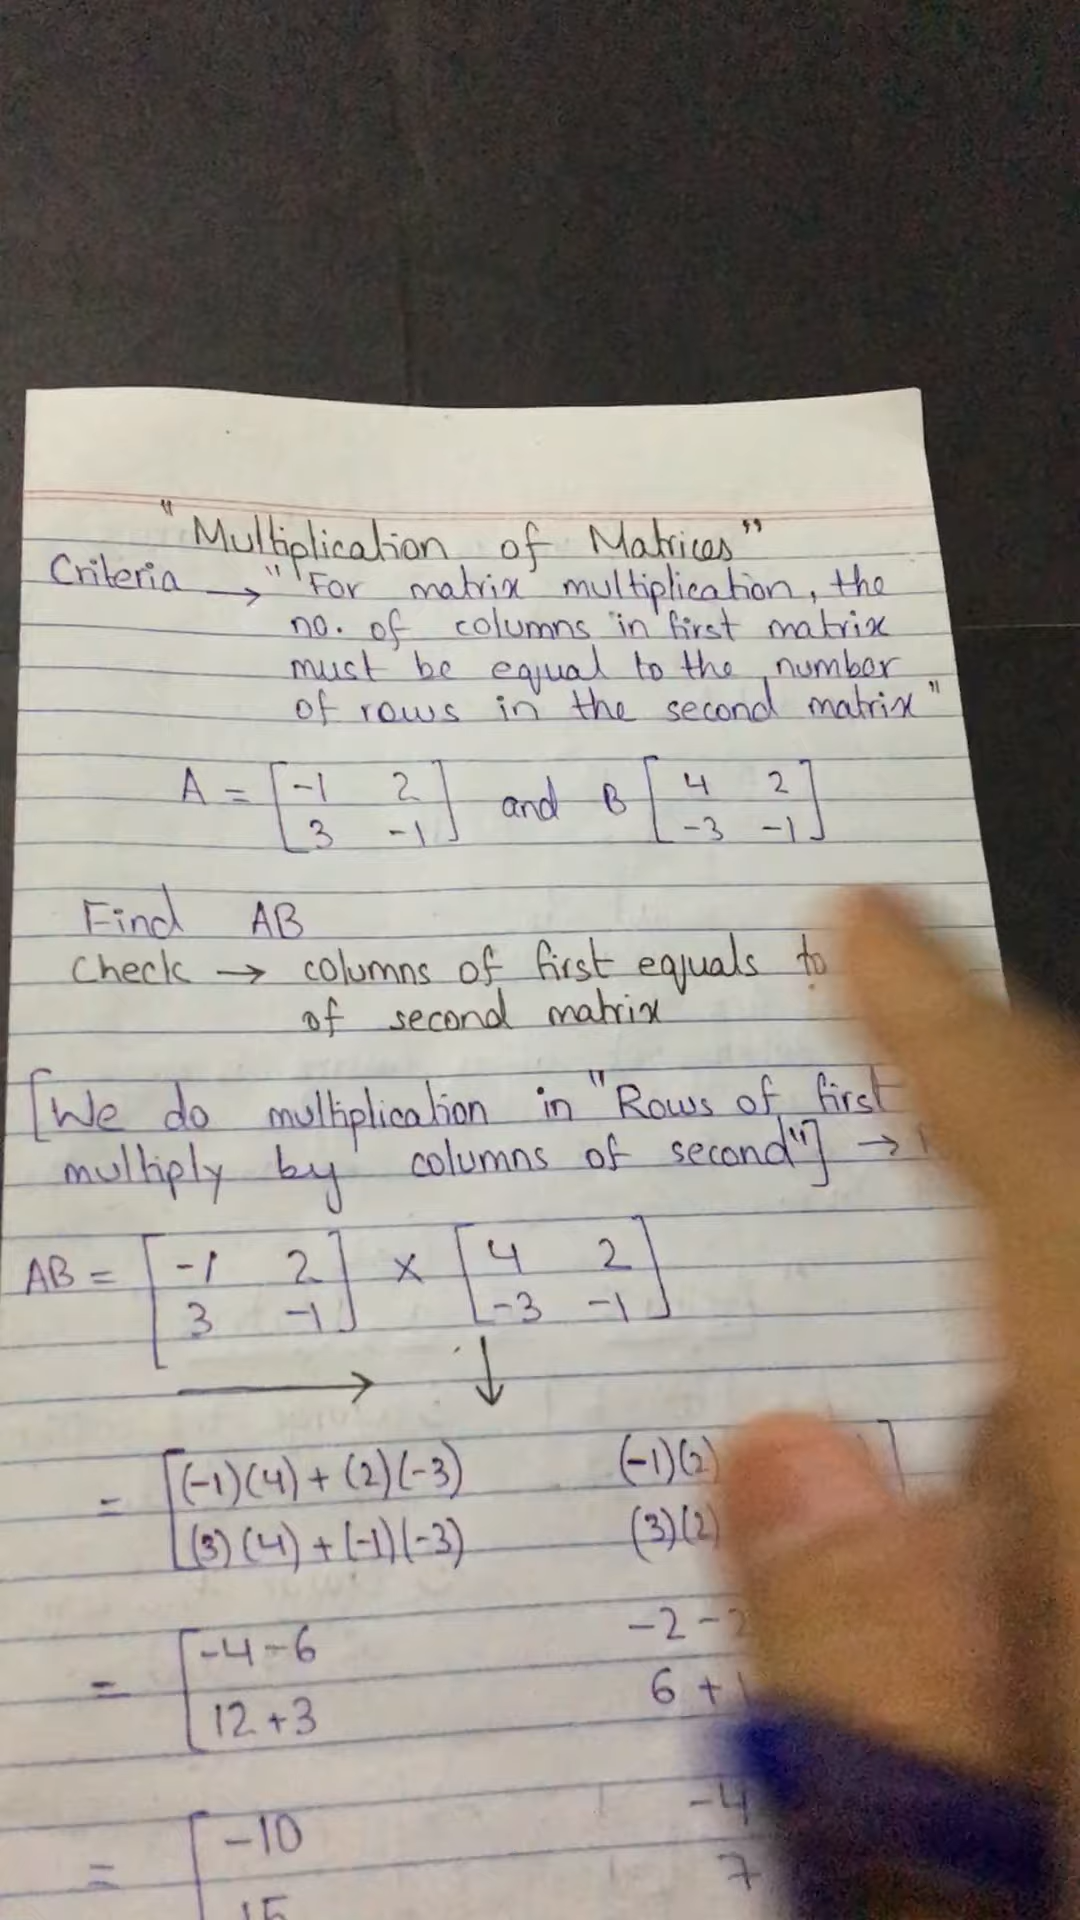 "Multiplication of Matrices"
Criteria → "For matrix multiplication, the
no. of columns in first matrix
must be equal to the number
of rows in the second matrix"
A = [-1 2
3 -1] and B [4 2
-3 -1]
Find AB
Check → columns of first equals to
of second matrix
[We do multiplication in "Rows of first
multiply by columns of second"] →
AB = [-1 2
3 -1] × [4 2
-3 -1]
= [(-1)(4) + (2)(-3) (-1)(2)
(3)(4) + (-1)(-3) (3)(2)
= [-4-6 -2-2
12+3 6+1
= [-10 -4
15 7